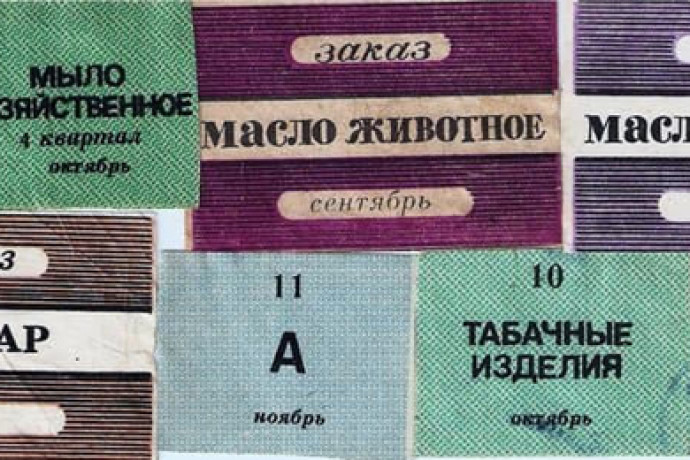 МЫЛО
ЗЯЙСТВЕННОЕ
4 квартал
октябрь
заказ
МАСЛО ЖИВОТНОЕ
сентябрь
МАСЛ
з
АР
11
А
ноябрь
10
ТАБАЧНЫЕ
ИЗДЕЛИЯ
октябрь